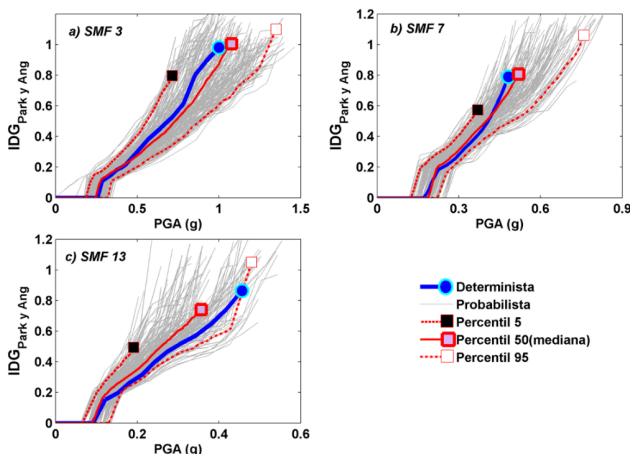 a) SMF 3
IDG Park y Ang
1
0.8
0.6
0.4
0.2
0
0
0.5
1
1.5
PGA (g)
b) SMF 7
IDG Park y Ang
1.2
1
0.8
0.6
0.4
0.2
0
0
0.3
0.6
0.9
PGA (g)
c) SMF 13
IDG Park y Ang
1.2
1
0.8
0.6
0.4
0.2
0
0
0.2
0.4
0.6
PGA (g)
Determinista
Probabilista
Percentil 5
Percentil 50(mediana)
Percentil 95